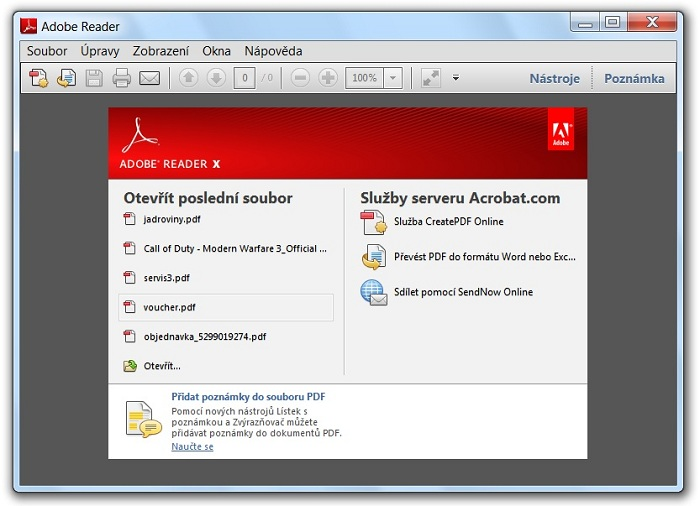 Adobe Reader
Soubor Úpravy Zobrazení Okna Nápověda
0 / 0 100% Nástroje Poznámka
ADOBE® READER X
Adobe
Otevřít poslední soubor
jadroviny.pdf
Call of Duty - Modern Warfare 3_Official ...
servis3.pdf
voucher.pdf
objednavka_5299019274.pdf
Otevřít...
Služby serveru Acrobat.com
Služba CreatePDF Online
Převést PDF do formátu Word nebo Exc...
Sdílet pomocí SendNow Online
Přidat poznámky do souboru PDF
Pomocí nových nástrojů Lístek s
poznámkou a Zvýrazňovač můžete
přidávat poznámky do dokumentů PDF.
Naučte se